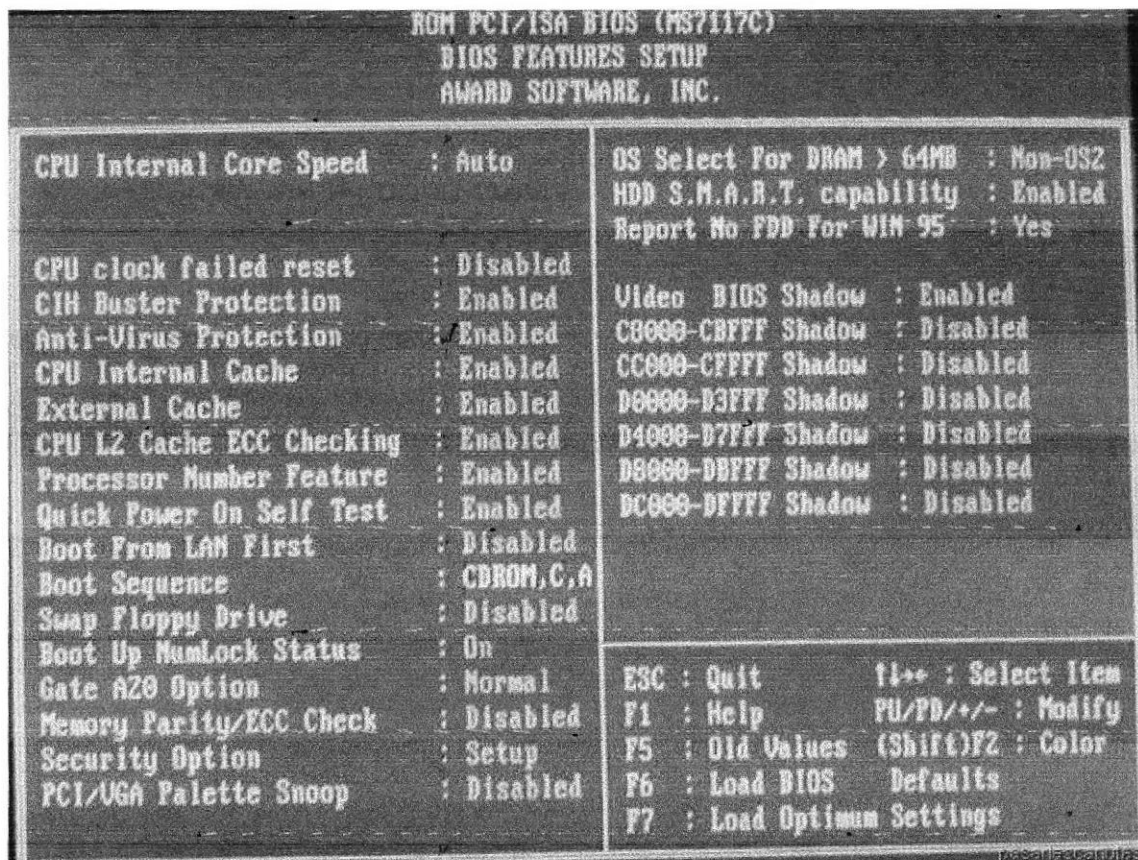 ROM PCI/ISA BIOS (MS7117C)
BIOS FEATURES SETUP
AWARD SOFTWARE, INC.
CPU Internal Core Speed : Auto
CPU clock failed reset : Disabled
CIH Buster Protection : Enabled
Anti-Virus Protection : Enabled
CPU Internal Cache : Enabled
External Cache : Enabled
CPU L2 Cache ECC Checking : Enabled
Processor Number Feature : Enabled
Quick Power On Self Test : Enabled
Boot From LAN First : Disabled
Boot Sequence : CDROM,C,A
Swap Floppy Drive : Disabled
Boot Up NumLock Status : On
Gate A20 Option : Normal
Memory Parity/ECC Check : Disabled
Security Option : Setup
PCI/VGA Palette Snoop : Disabled
OS Select For DRAM > 64MB : Non-OS2
HDD S.M.A.R.T. capability : Enabled
Report No FDD For WIN 95 : Yes
Video BIOS Shadow : Enabled
C8000-CBFFF Shadow : Disabled
CC000-CFFFF Shadow : Disabled
D0000-D3FFF Shadow : Disabled
D4000-D7FFF Shadow : Disabled
D8000-DBFFF Shadow : Disabled
DC000-DFFFF Shadow : Disabled
ESC : Quit ↑↓→← : Select Item
F1 : Help PU/PD/+/- : Modify
F5 : Old Values (Shift)F2 : Color
F6 : Load BIOS Defaults
F7 : Load Optimum Settings